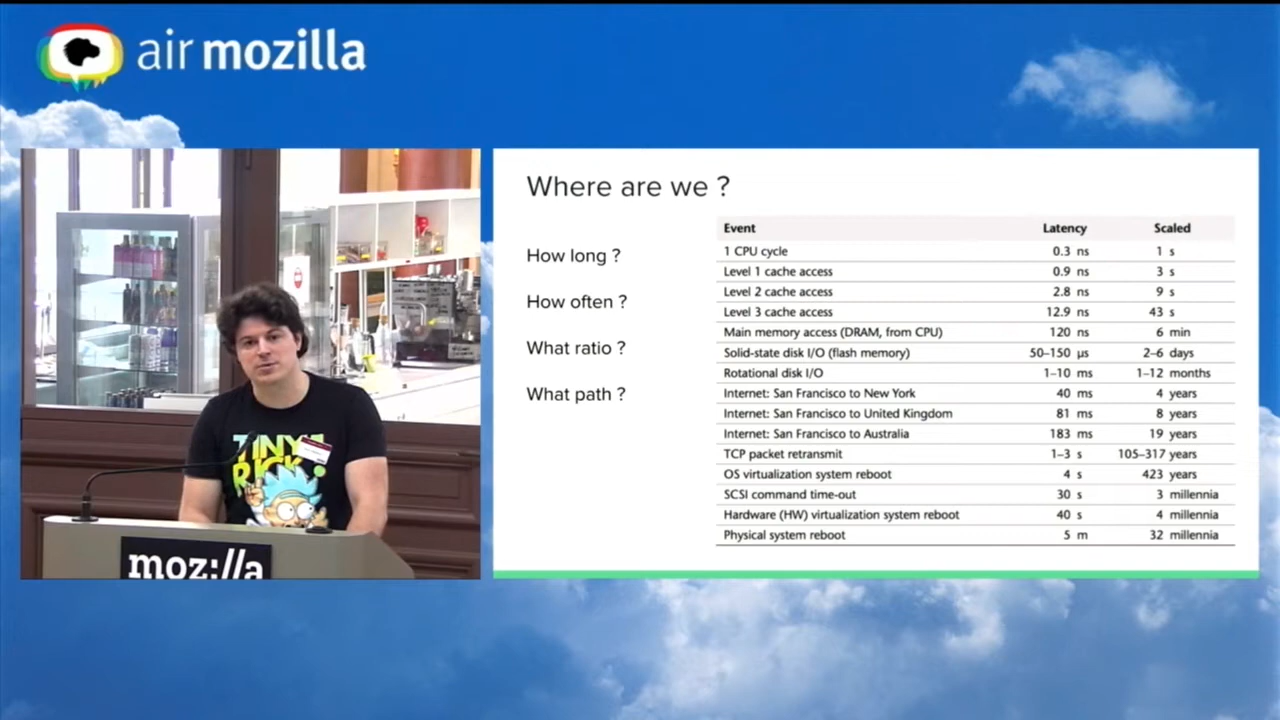 air mozilla
TINY
RICK
moz://a
Where are we ?
How long ?
How often ?
What ratio ?
What path ?
Event Latency Scaled
1 CPU cycle 0.3 ns 1 s
Level 1 cache access 0.9 ns 3 s
Level 2 cache access 2.8 ns 9 s
Level 3 cache access 12.9 ns 43 s
Main memory access (DRAM, from CPU) 120 ns 6 min
Solid-state disk I/O (flash memory) 50–150 µs 2–6 days
Rotational disk I/O 1–10 ms 1–12 months
Internet: San Francisco to New York 40 ms 4 years
Internet: San Francisco to United Kingdom 81 ms 8 years
Internet: San Francisco to Australia 183 ms 19 years
TCP packet retransmit 1–3 s 105–317 years
OS virtualization system reboot 4 s 423 years
SCSI command time-out 30 s 3 millennia
Hardware (HW) virtualization system reboot 40 s 4 millennia
Physical system reboot 5 m 32 millennia